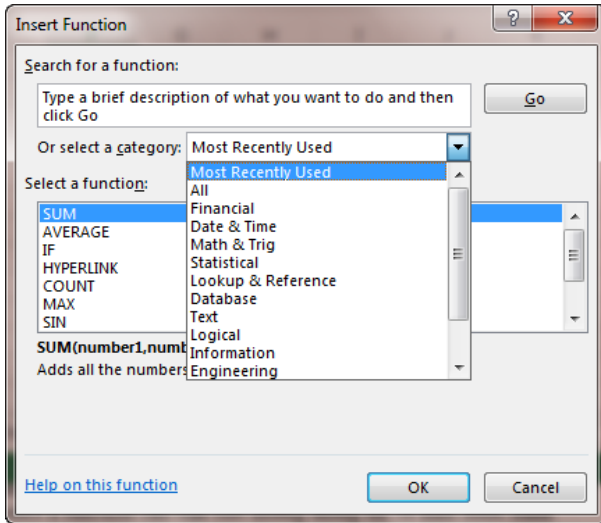 Insert Function
Search for a function:
Type a brief description of what you want to do and then
click Go
Go
Or select a category:
Most Recently Used
Most Recently Used
All
Financial
Date & Time
Math & Trig
Statistical
Lookup & Reference
Database
Text
Logical
Information
Engineering
Select a function:
SUM
AVERAGE
IF
HYPERLINK
COUNT
MAX
SIN
SUM(number1,numb
Adds all the numbers
Help on this function
OK
Cancel